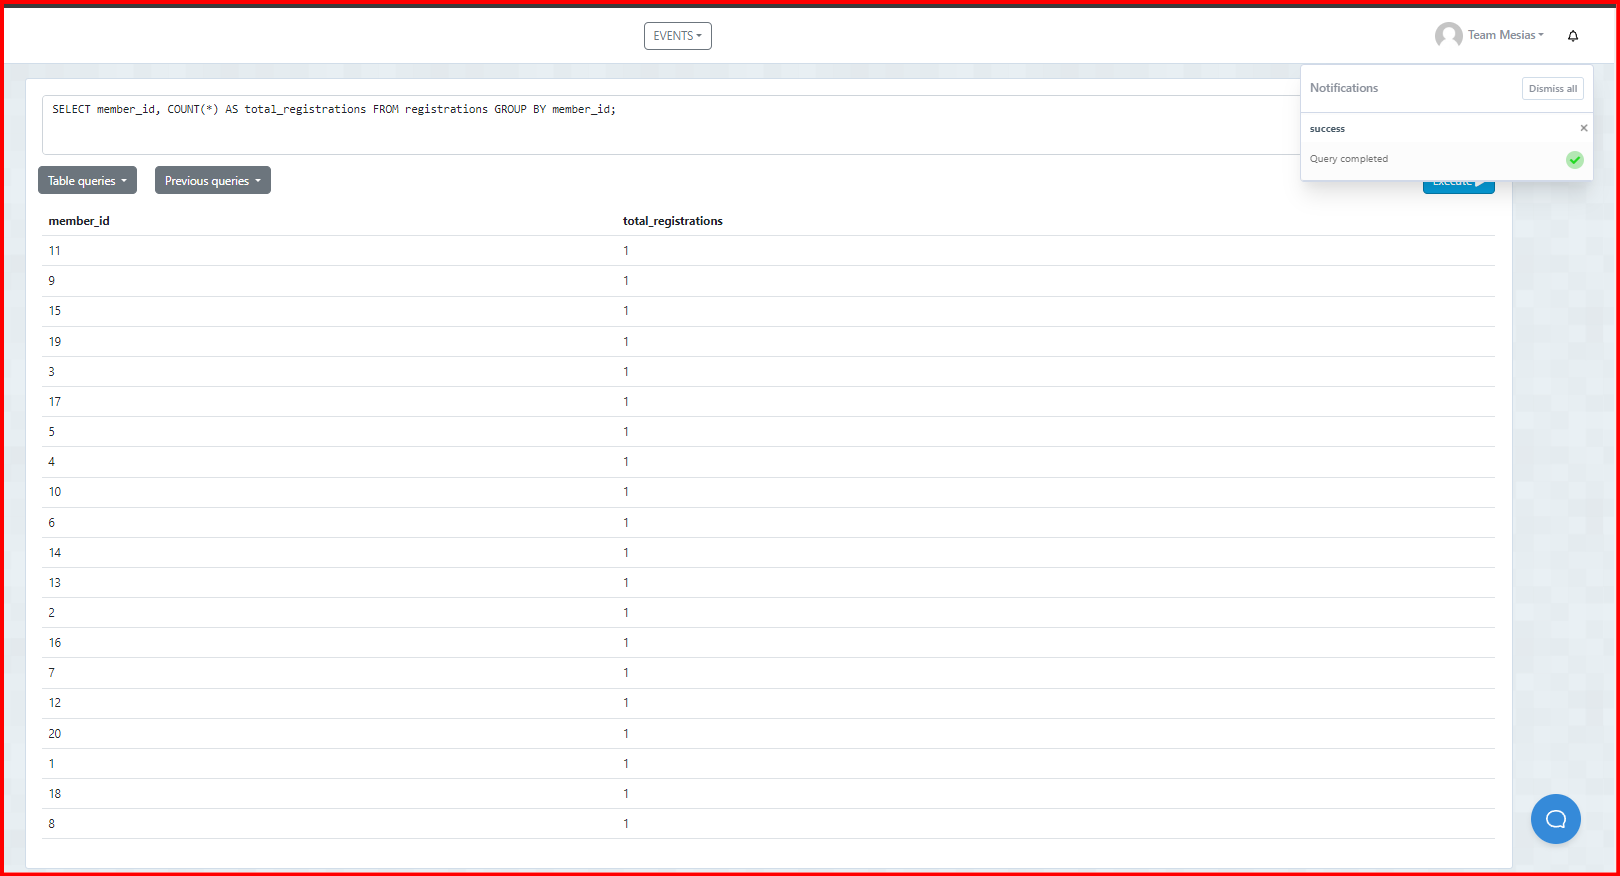 EVENTS
Team Mesias
Notifications
Dismiss all
success
×
Query completed
SELECT member_id, COUNT(*) AS total_registrations FROM registrations GROUP BY member_id;
Table queries
Previous queries
Execute
member_id total_registrations
11 1
9 1
15 1
19 1
3 1
17 1
5 1
4 1
10 1
6 1
14 1
13 1
2 1
16 1
7 1
12 1
20 1
1 1
18 1
8 1